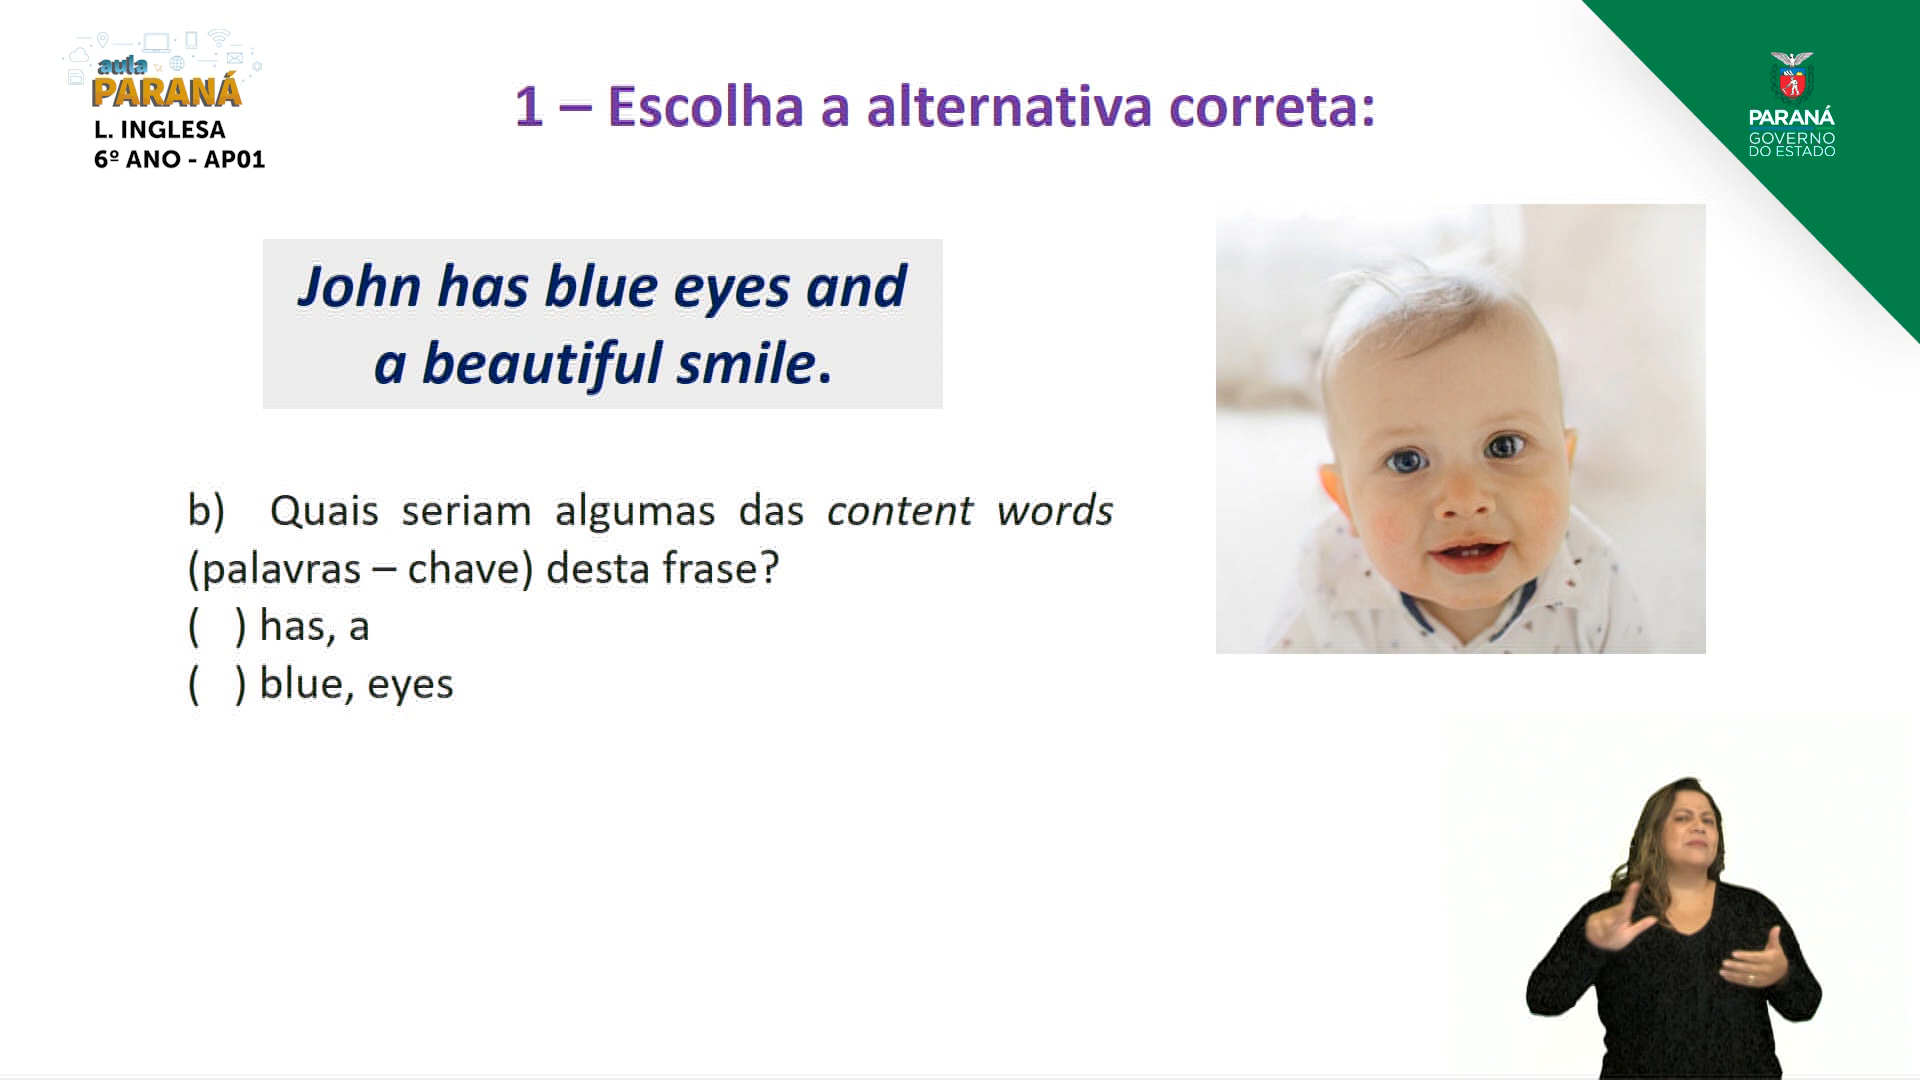 aula
PARANÁ
L. INGLESA
6º ANO - AP01
1 – Escolha a alternativa correta:
PARANÁ
GOVERNO
DO ESTADO
John has blue eyes and
a beautiful smile.
b) Quais seriam algumas das content words
(palavras – chave) desta frase?
( ) has, a
( ) blue, eyes